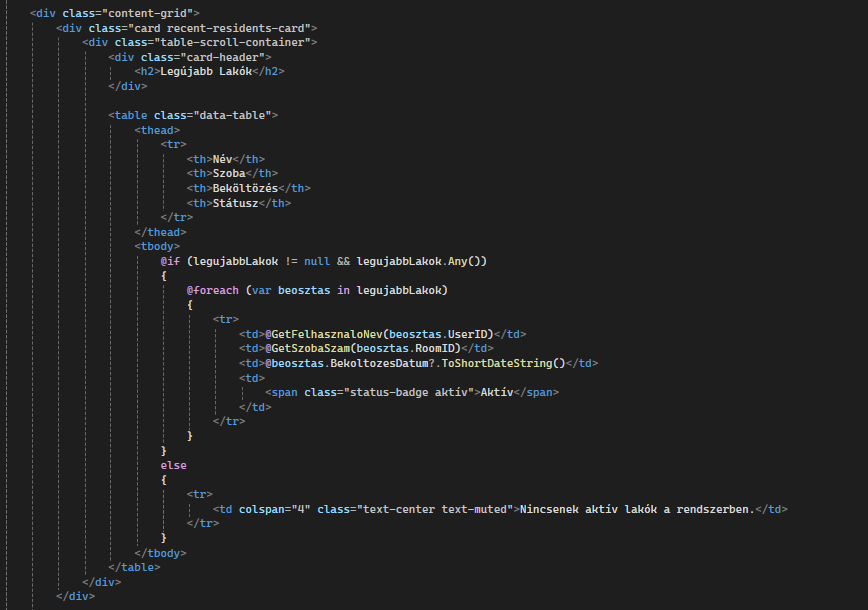 <div class="content-grid">
<div class="card recent-residents-card">
<div class="table-scroll-container">
<div class="card-header">
<h2>Legújabb Lakók</h2>
</div>
<table class="data-table">
<thead>
<tr>
<th>Név</th>
<th>Szoba</th>
<th>Beköltözés</th>
<th>Státusz</th>
</tr>
</thead>
<tbody>
@if (legujabbLakok != null && legujabbLakok.Any())
{
@foreach (var beosztas in legujabbLakok)
{
<tr>
<td>@GetFelhasznaloNev(beosztas.UserID)</td>
<td>@GetSzobaSzam(beosztas.RoomID)</td>
<td>@beosztas.BekoltozesDatum?.ToShortDateString()</td>
<td>
<span class="status-badge aktív">Aktív</span>
</td>
</tr>
}
}
else
{
<tr>
<td colspan="4" class="text-center text-muted">Nincsenek aktív lakók a rendszerben.</td>
</tr>
}
</tbody>
</table>
</div>
</div>